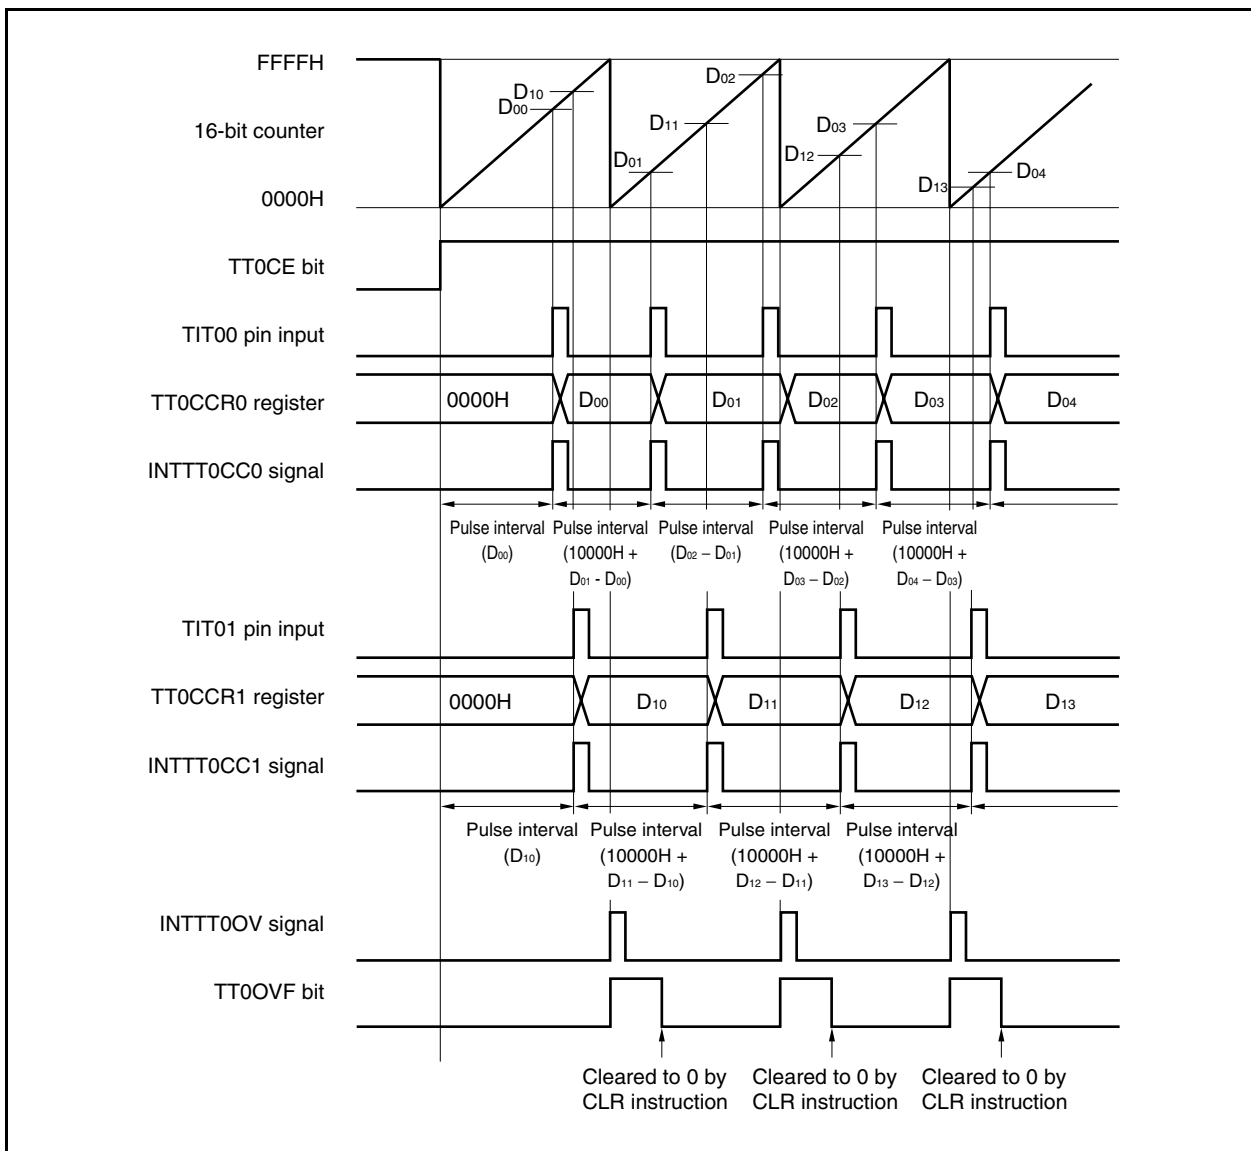 FFFFH
D10
D00
D02
16-bit counter
D11
D03
D01
D12
D13
D04
0000H
TT0CE bit
TIT00 pin input
TT0CCR0 register
0000H
D00
D01
D02
D03
D04
INTTT0CC0 signal
Pulse interval
(D00)
Pulse interval
(10000H +
D01 - D00)
Pulse interval
(D02 – D01)
Pulse interval
(10000H +
D03 – D02)
Pulse interval
(10000H +
D04 – D03)
TIT01 pin input
TT0CCR1 register
0000H
D10
D11
D12
D13
INTTT0CC1 signal
Pulse interval
(D10)
Pulse interval
(10000H +
D11 – D10)
Pulse interval
(10000H +
D12 – D11)
Pulse interval
(10000H +
D13 – D12)
INTTT0OV signal
TT0OVF bit
Cleared to 0 by
CLR instruction
Cleared to 0 by
CLR instruction
Cleared to 0 by
CLR instruction